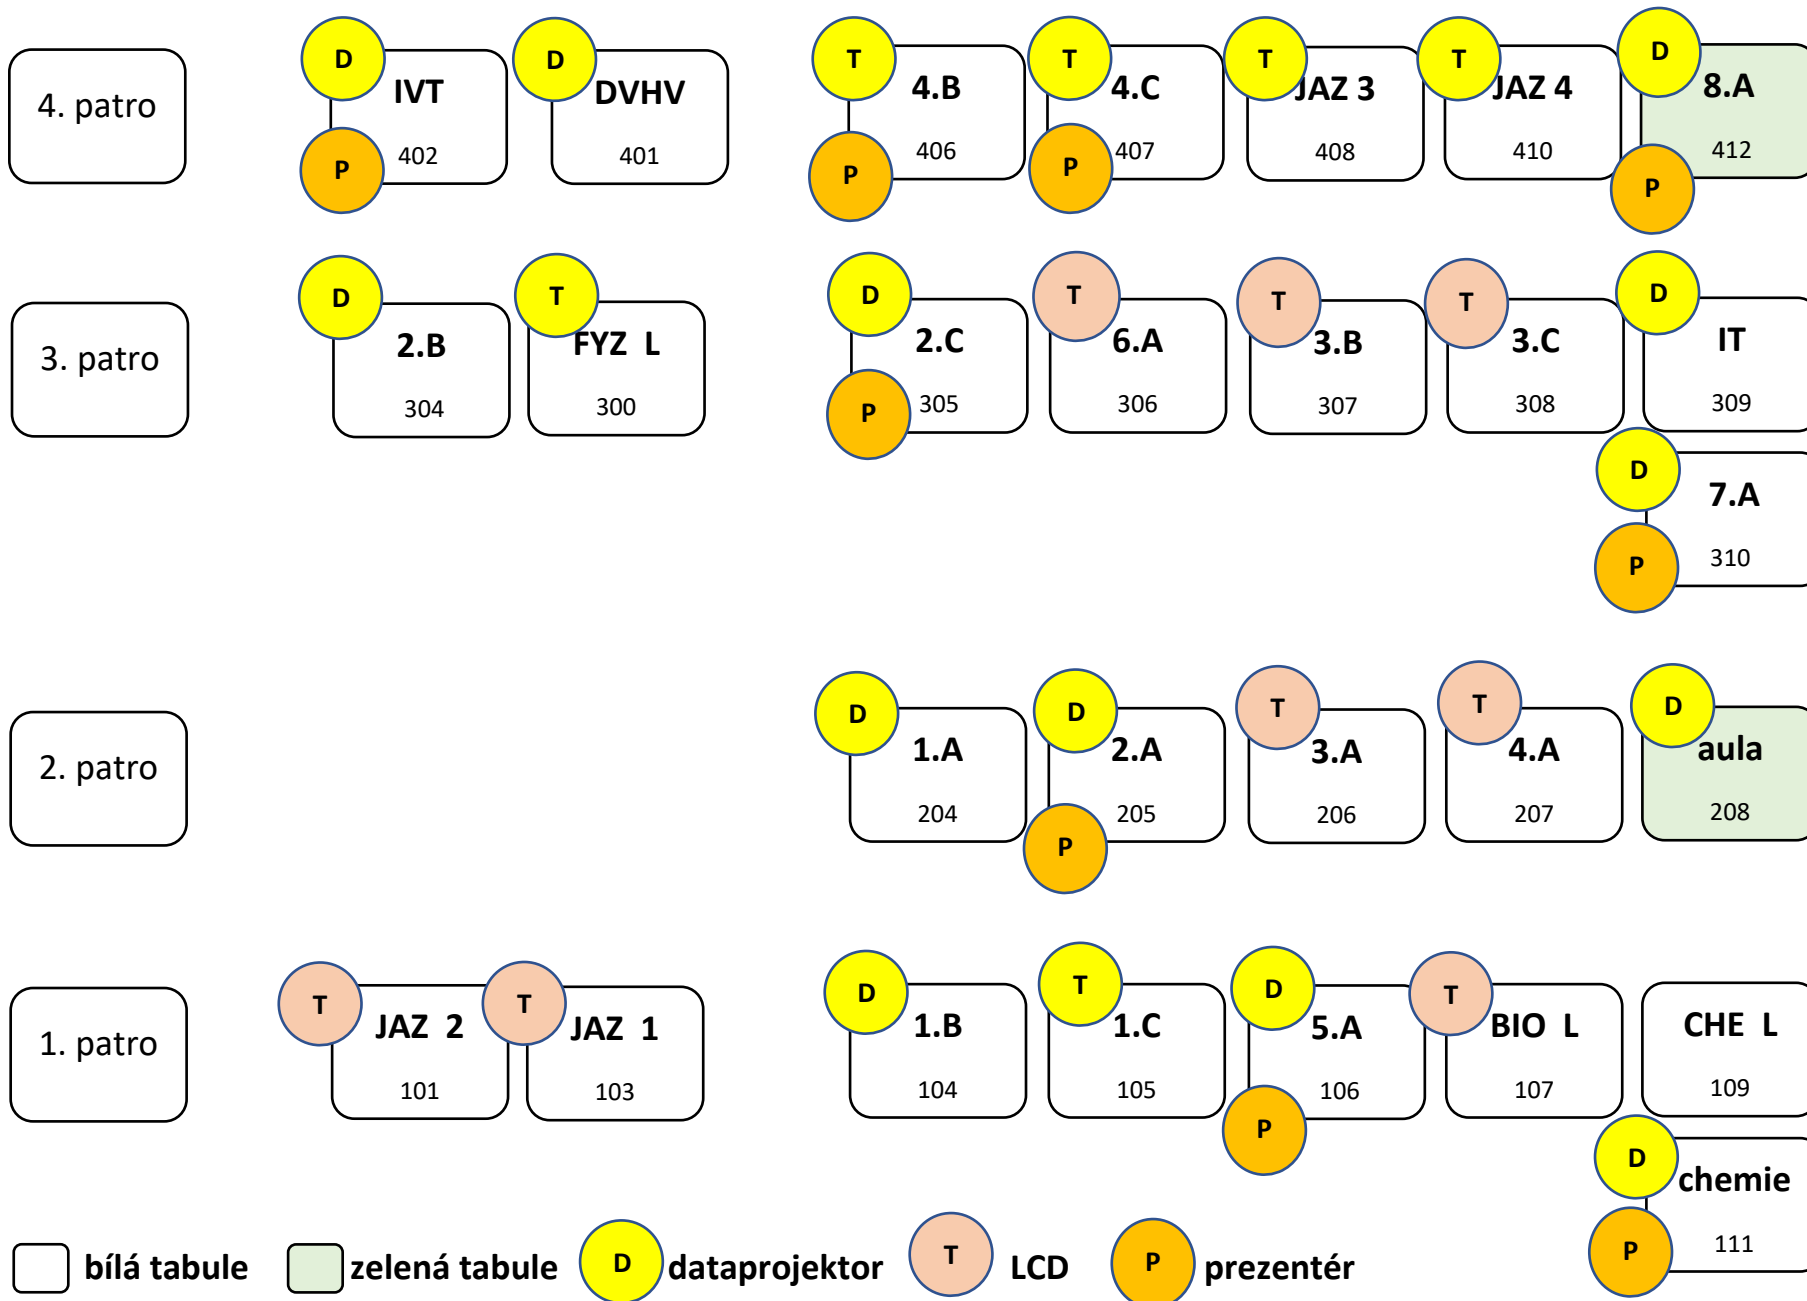 4. patro
D
IVT
402
P
D
DVHV
401
T
4.B
406
P
T
4.C
407
P
T
JAZ 3
408
T
JAZ 4
410
D
8.A
412
P
3. patro
D
2.B
304
T
FYZ L
300
D
2.C
305
P
T
6.A
306
T
3.B
307
T
3.C
308
D
IT
309
D
7.A
310
P
2. patro
D
1.A
204
D
2.A
205
P
T
3.A
206
T
4.A
207
D
aula
208
1. patro
T
JAZ 2
101
T
JAZ 1
103
D
1.B
104
T
1.C
105
D
5.A
106
P
T
BIO L
107
CHE L
109
D
chemie
111
P
bílá tabule
zelená tabule
D dataprojektor
T LCD
P prezentér